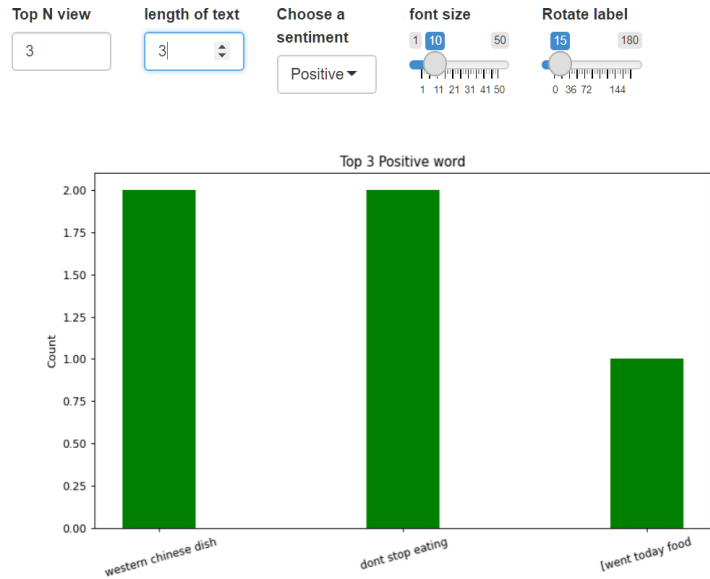 Top N view
length of text
Choose a
sentiment
font size
Rotate label
3
3
Positive
1 10 50
1 11 21 31 41 50
15 180
0 36 72 144
Top 3 Positive word
Count
2.00
1.75
1.50
1.25
1.00
0.75
0.50
0.25
0.00
western chinese dish
dont stop eating
[went today food